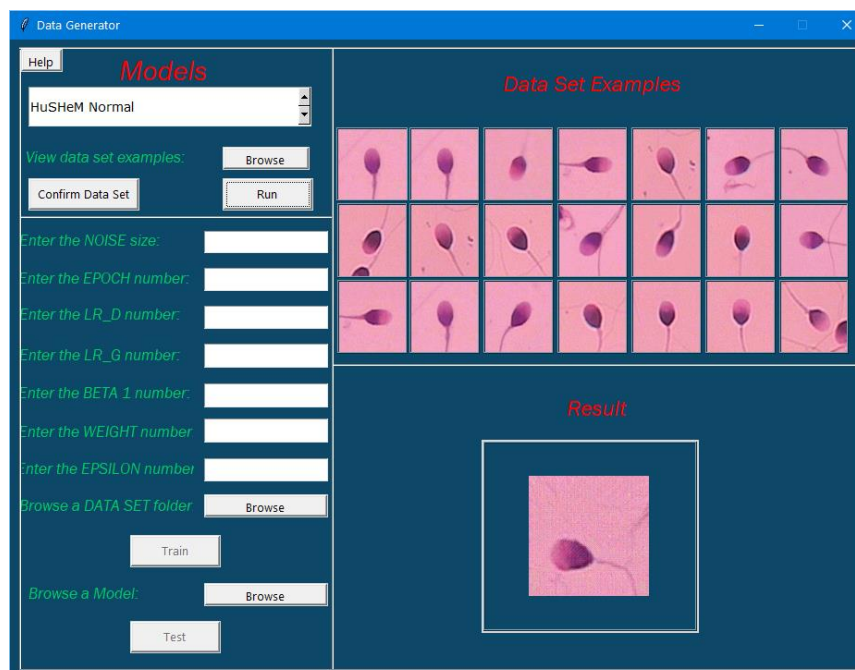 Data Generator
Help
Models
HuSHeM Normal
View data set examples:
Browse
Confirm Data Set
Run
Enter the NOISE size:
Enter the EPOCH number:
Enter the LR_D number:
Enter the LR_G number:
Enter the BETA 1 number:
Enter the WEIGHT number
Enter the EPSILON number
Browse a DATA SET folder
Browse
Train
Browse a Model:
Browse
Test
Data Set Examples
Result